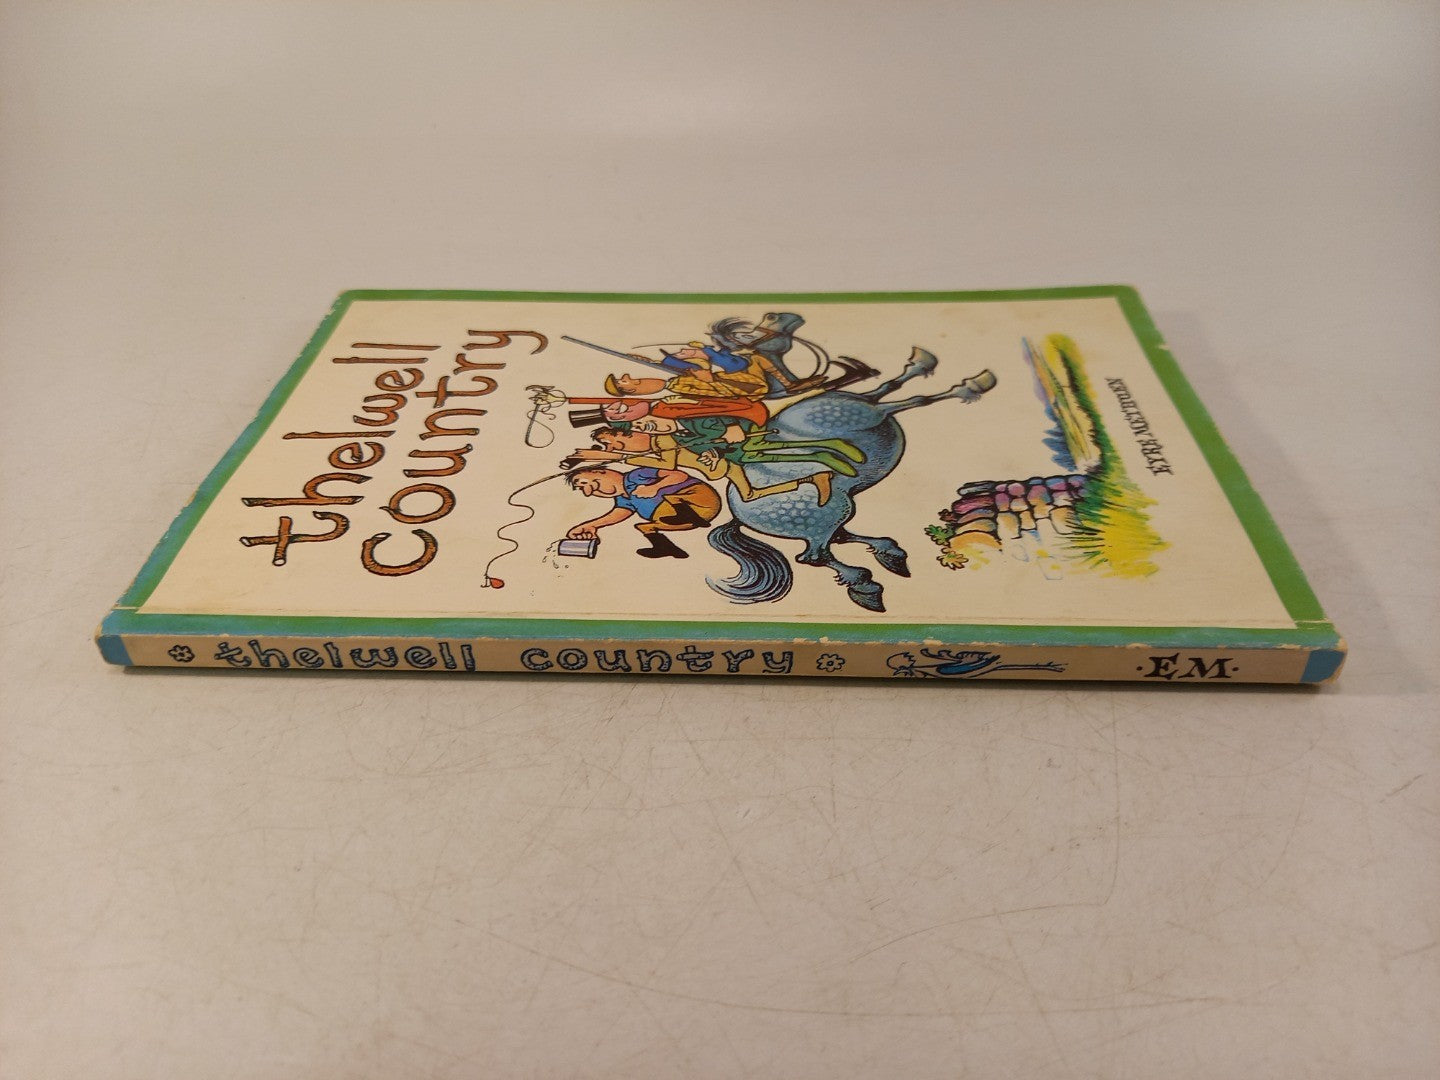 thelwell
country
EYRE METHUEN
* thelwell country *
·EM·